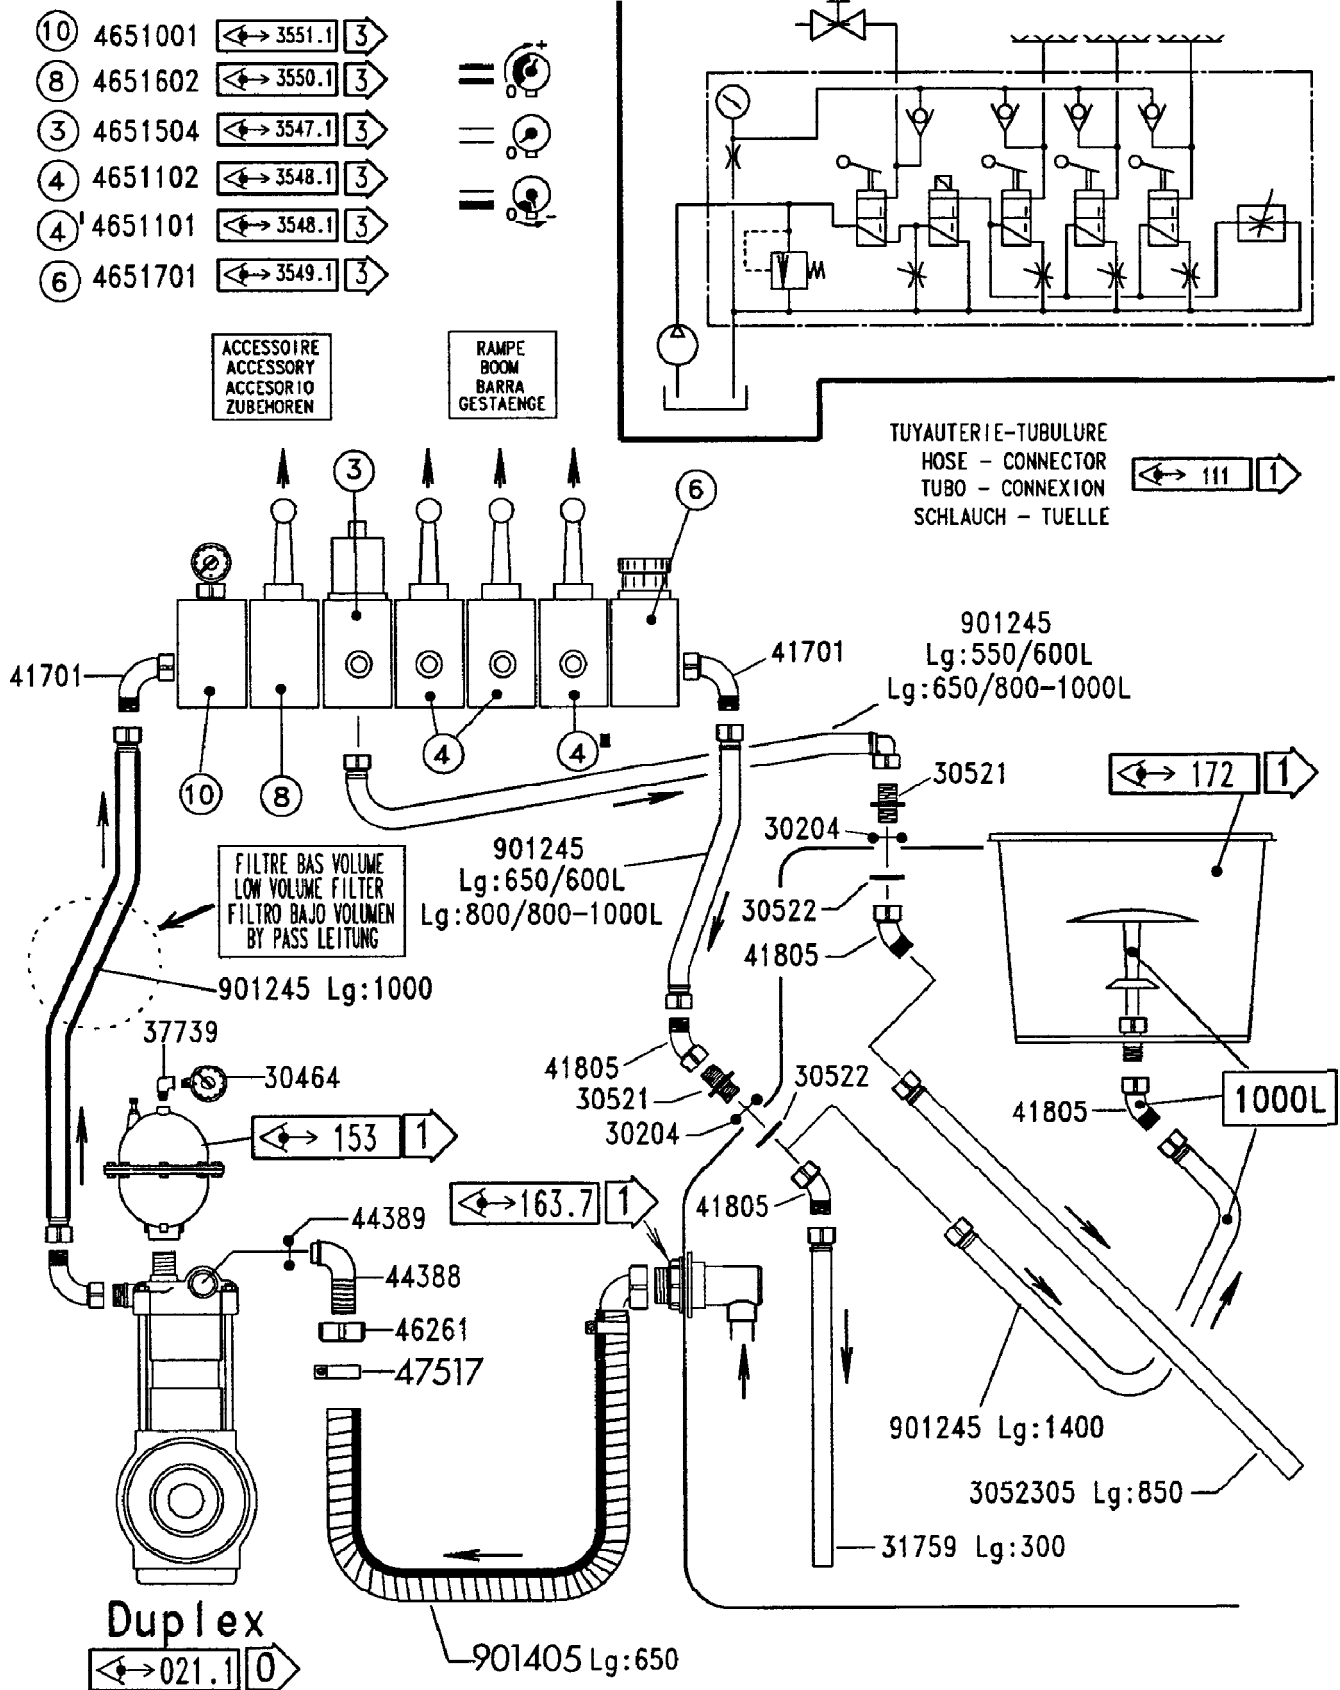 10 4651001 3551.1 3
8 4651602 3550.1 3
3 4651504 3547.1 3
4 4651102 3548.1 3
4' 4651101 3548.1 3
6 4651701 3549.1 3
0 +
0
0 -
ACCESSOIRE
ACCESSORY
ACCESORIO
ZUBEHOREN
RAMPE
BOOM
BARRA
GESTAENGE
TUYAUTERIE-TUBULURE
HOSE - CONNECTOR
TUBO - CONNEXION
SCHLAUCH - TUELLE
111 1
3
6
41701
41701
901245
Lg:550/600L
Lg:650/800-1000L
10
8
4
4
30521
172 1
30204
FILTRE BAS VOLUME
LOW VOLUME FILTER
FILTRO BAJO VOLUMEN
BY PASS LEITUNG
901245
Lg:650/600L
Lg:800/800-1000L
30522
41805
901245 Lg:1000
37739
30464
41805
30521
30204
30522
41805
1000L
153 1
163.7 1
41805
44389
44388
46261
47517
901245 Lg:1400
3052305 Lg:850
31759 Lg:300
Duplex
021.1 0
901405 Lg:650